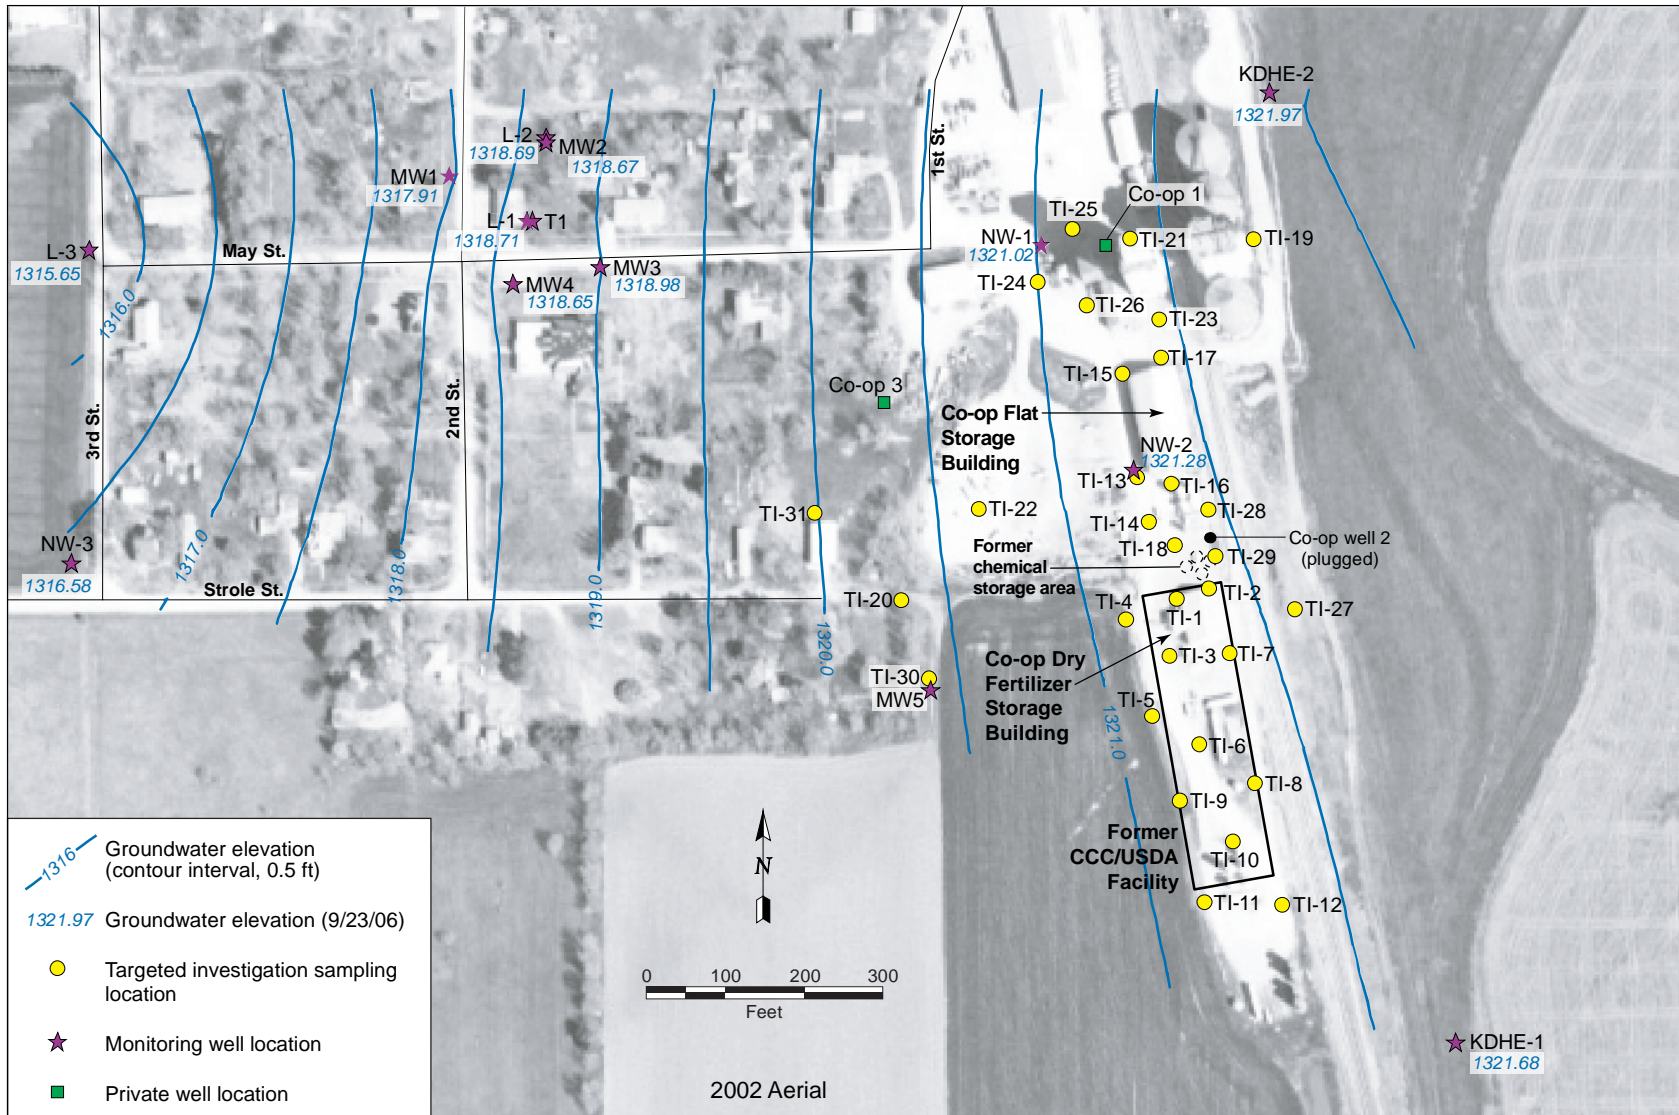 KDHE-2
1321.97
L-2
1318.69
MW2
1318.67
1st St.
MW1
1317.91
Co-op 1
L-1
T1
1318.71
TI-25
NW-1
1321.02
TI-21
TI-19
L-3
1315.65
May St.
MW3
1318.98
MW4
1318.65
TI-24
1316.0
TI-26
TI-23
TI-17
TI-15
3rd St.
2nd St.
Co-op 3
Co-op Flat
Storage
Building
NW-2
1321.28
TI-13
TI-16
TI-31
TI-22
TI-28
TI-14
Co-op well 2
(plugged)
NW-3
1316.58
1317.0
1318.0
Former
chemical
storage area
TI-18
TI-29
Strole St.
1319.0
TI-20
TI-4
TI-2
TI-1
TI-27
1320.0
Co-op Dry
Fertilizer
Storage
Building
TI-3
TI-7
TI-30
MW5
TI-5
1321.0
TI-6
TI-8
TI-9
Former
CCC/USDA
Facility
TI-10
TI-11
TI-12
KDHE-1
1321.68
1316
Groundwater elevation
(contour interval, 0.5 ft)
1321.97 Groundwater elevation (9/23/06)
Targeted investigation sampling
location
Monitoring well location
Private well location
N
0 100 200 300
Feet
2002 Aerial